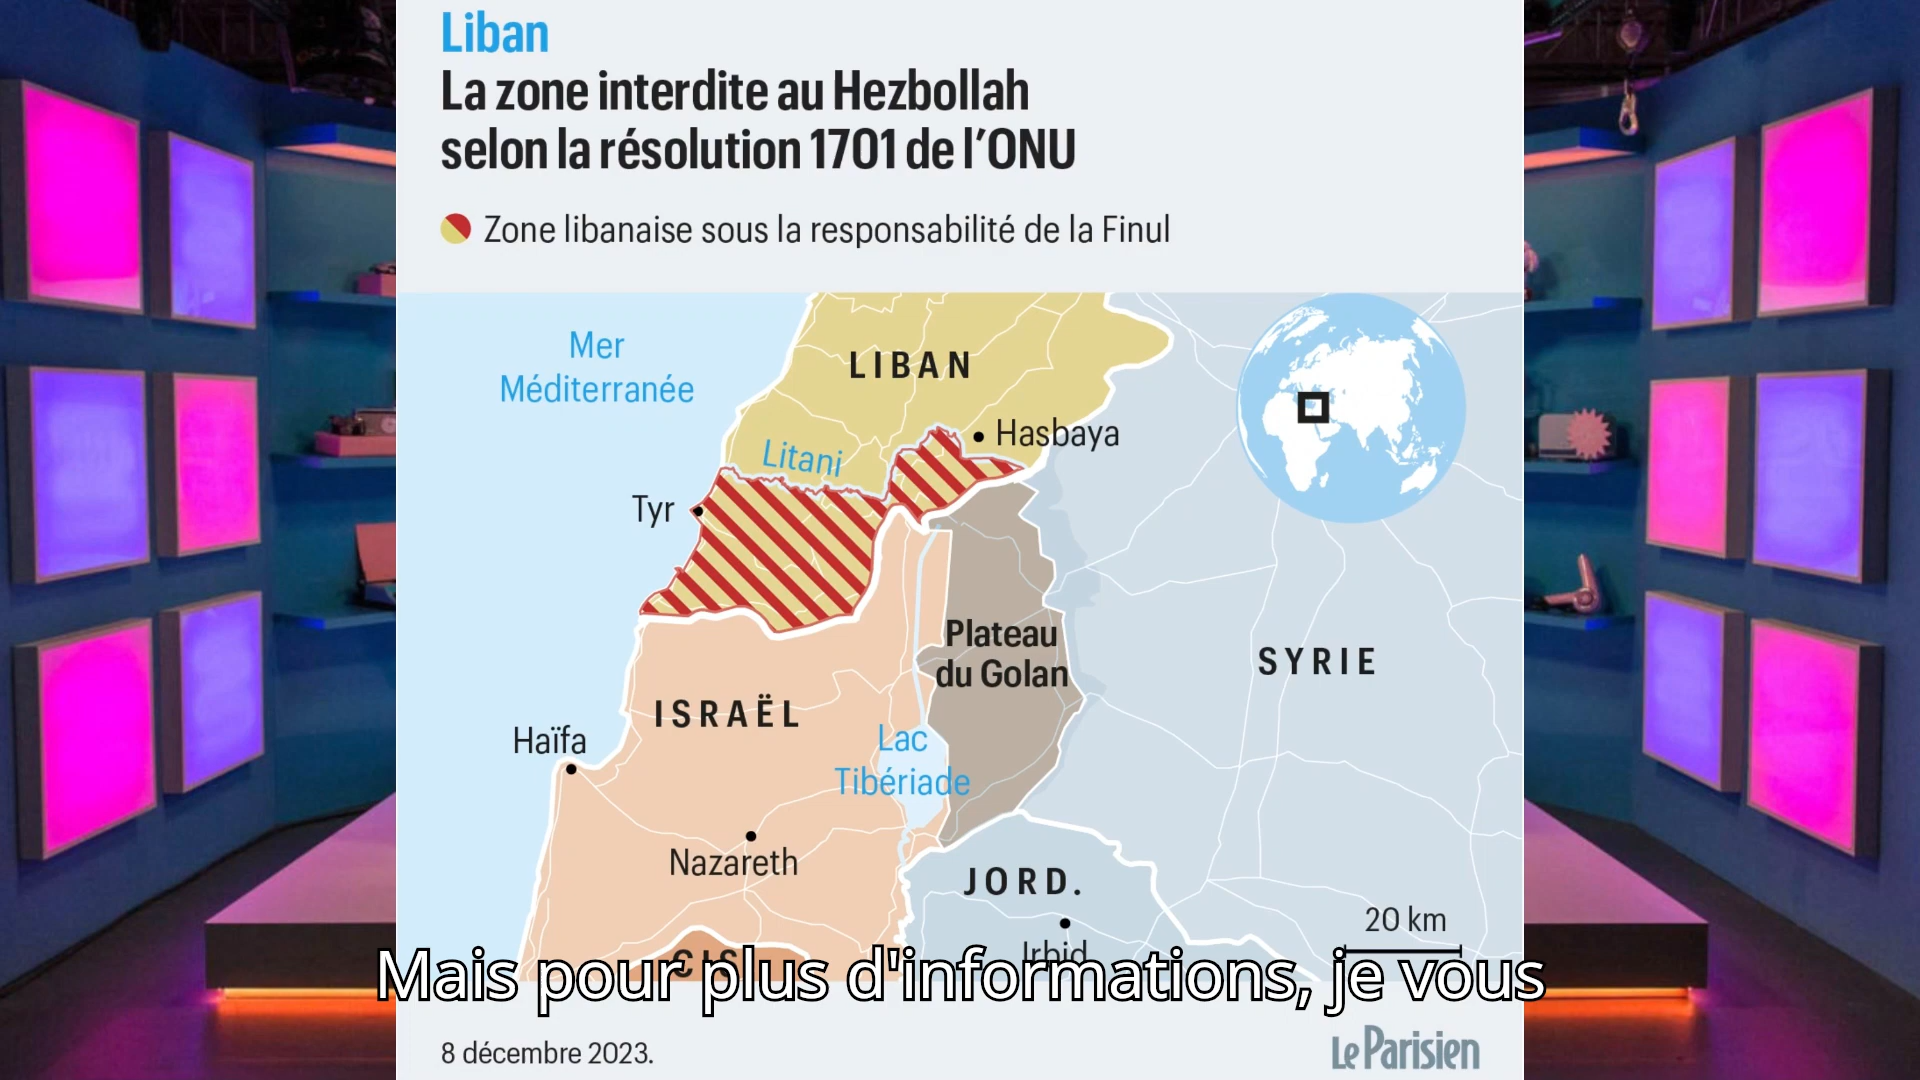 Liban
La zone interdite au Hezbollah
selon la résolution 1701 de l'ONU
Zone libanaise sous la responsabilité de la Finul
Mer
Méditerranée
LIBAN
Hasbaya
Litani
Tyr
Plateau
du Golan
SYRIE
ISRAËL
Haïfa
Lac
Tibériade
Nazareth
JORD.
20 km
Irbid
CISJ.
Mais pour plus d'informations, je vous
8 décembre 2023.
Le Parisien